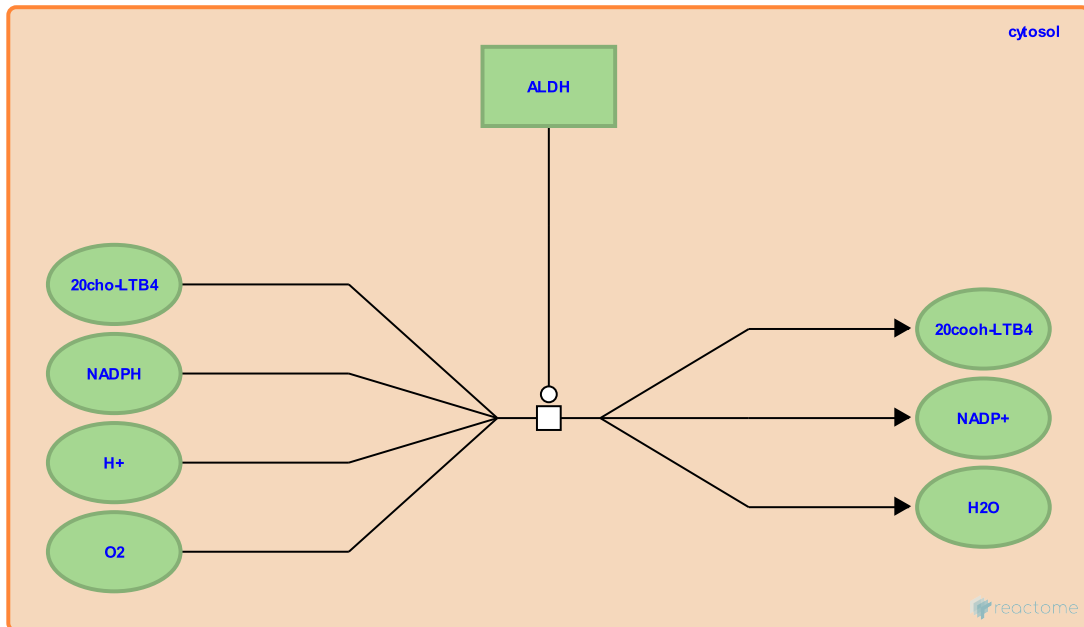 cytosol
ALDH
20cho-LTB4
NADPH
H+
O2
20cooh-LTB4
NADP+
H2O
reactome